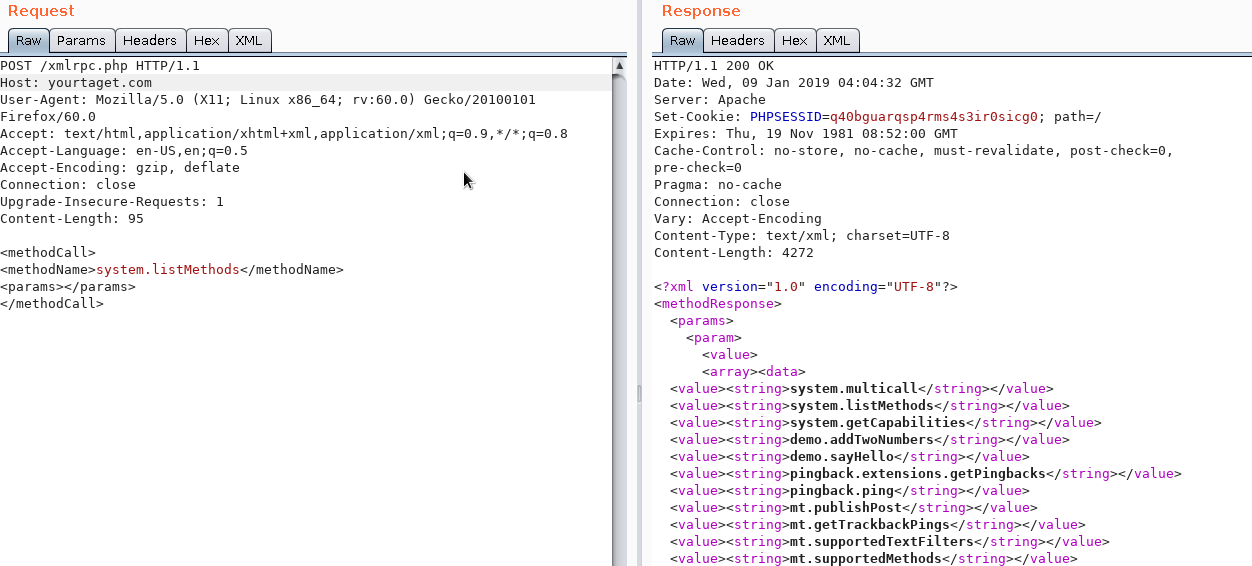 Request
Raw Params Headers Hex XML
POST /xmlrpc.php HTTP/1.1
Host: yourtaget.com
User-Agent: Mozilla/5.0 (X11; Linux x86_64; rv:60.0) Gecko/20100101
Firefox/60.0
Accept: text/html,application/xhtml+xml,application/xml;q=0.9,*/*;q=0.8
Accept-Language: en-US,en;q=0.5
Accept-Encoding: gzip, deflate
Connection: close
Upgrade-Insecure-Requests: 1
Content-Length: 95

<methodCall>
<methodName>system.listMethods</methodName>
<params></params>
</methodCall>
Response
Raw Headers Hex XML
HTTP/1.1 200 OK
Date: Wed, 09 Jan 2019 04:04:32 GMT
Server: Apache
Set-Cookie: PHPSESSID=q40bguarqsp4rms4s3ir0sicg0; path=/
Expires: Thu, 19 Nov 1981 08:52:00 GMT
Cache-Control: no-store, no-cache, must-revalidate, post-check=0,
pre-check=0
Pragma: no-cache
Connection: close
Vary: Accept-Encoding
Content-Type: text/xml; charset=UTF-8
Content-Length: 4272

<?xml version="1.0" encoding="UTF-8"?>
<methodResponse>
  <params>
    <param>
      <value>
      <array><data>
  <value><string>system.multicall</string></value>
  <value><string>system.listMethods</string></value>
  <value><string>system.getCapabilities</string></value>
  <value><string>demo.addTwoNumbers</string></value>
  <value><string>demo.sayHello</string></value>
  <value><string>pingback.extensions.getPingbacks</string></value>
  <value><string>pingback.ping</string></value>
  <value><string>mt.publishPost</string></value>
  <value><string>mt.getTrackbackPings</string></value>
  <value><string>mt.supportedTextFilters</string></value>
  <value><string>mt.supportedMethods</string></value>